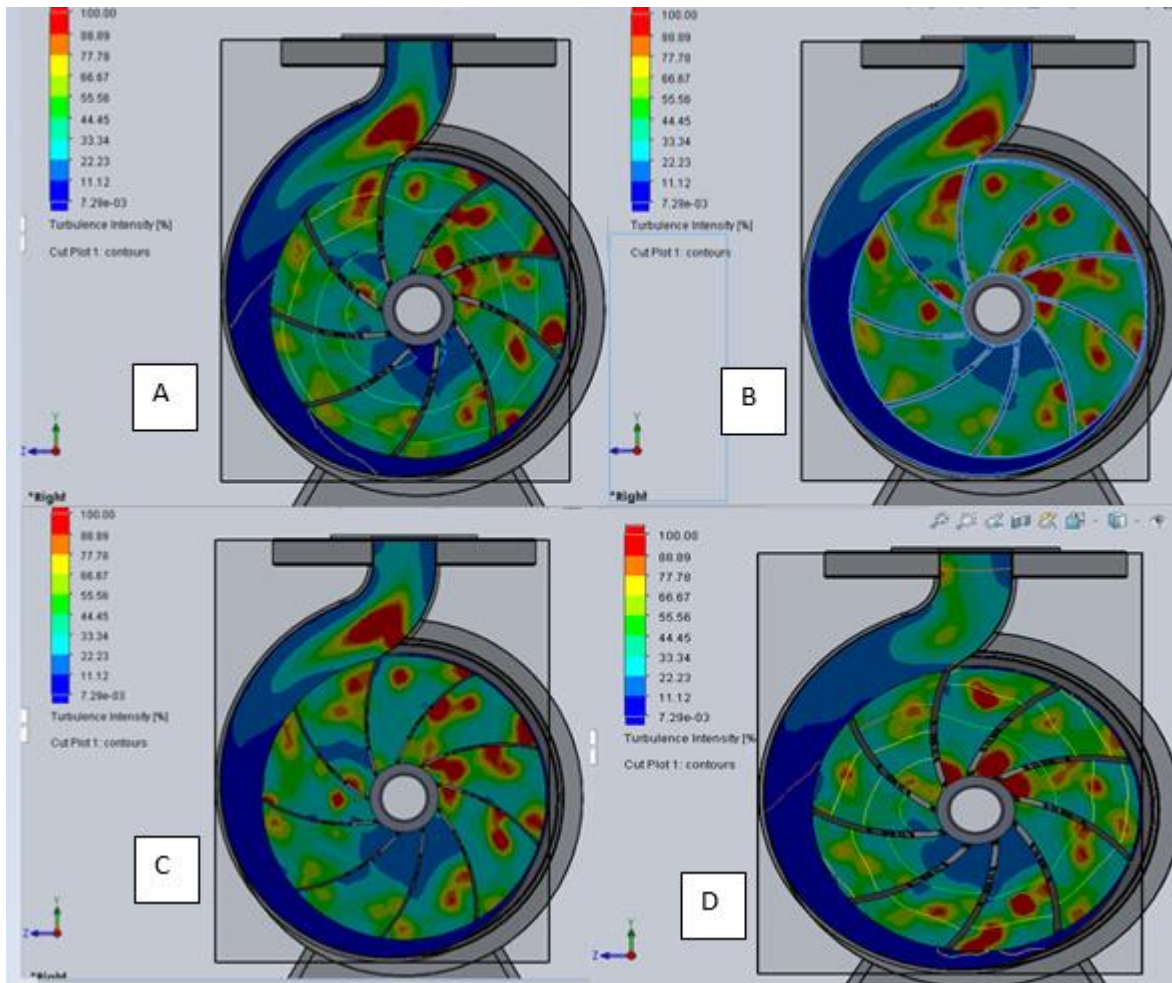 100.00
88.89
77.78
66.67
55.56
44.45
33.34
22.23
11.12
7.29e-03
Turbulence Intensity [%]
Cut Plot 1: contours
A
Y
Z
*Right
100.00
88.89
77.78
66.67
55.56
44.45
33.34
22.23
11.12
7.29e-03
Turbulence Intensity [%]
Cut Plot 1: contours
B
Y
*Right
100.00
88.89
77.78
66.67
55.56
44.45
33.34
22.23
11.12
7.29e-03
Turbulence Intensity [%]
Cut Plot 1: contours
C
Y
Z
*Right
100.00
88.89
77.78
66.67
55.56
44.45
33.34
22.23
11.12
7.29e-03
Turbulence Intensity [%
Cut Plot 1: contours
D
Y
Z